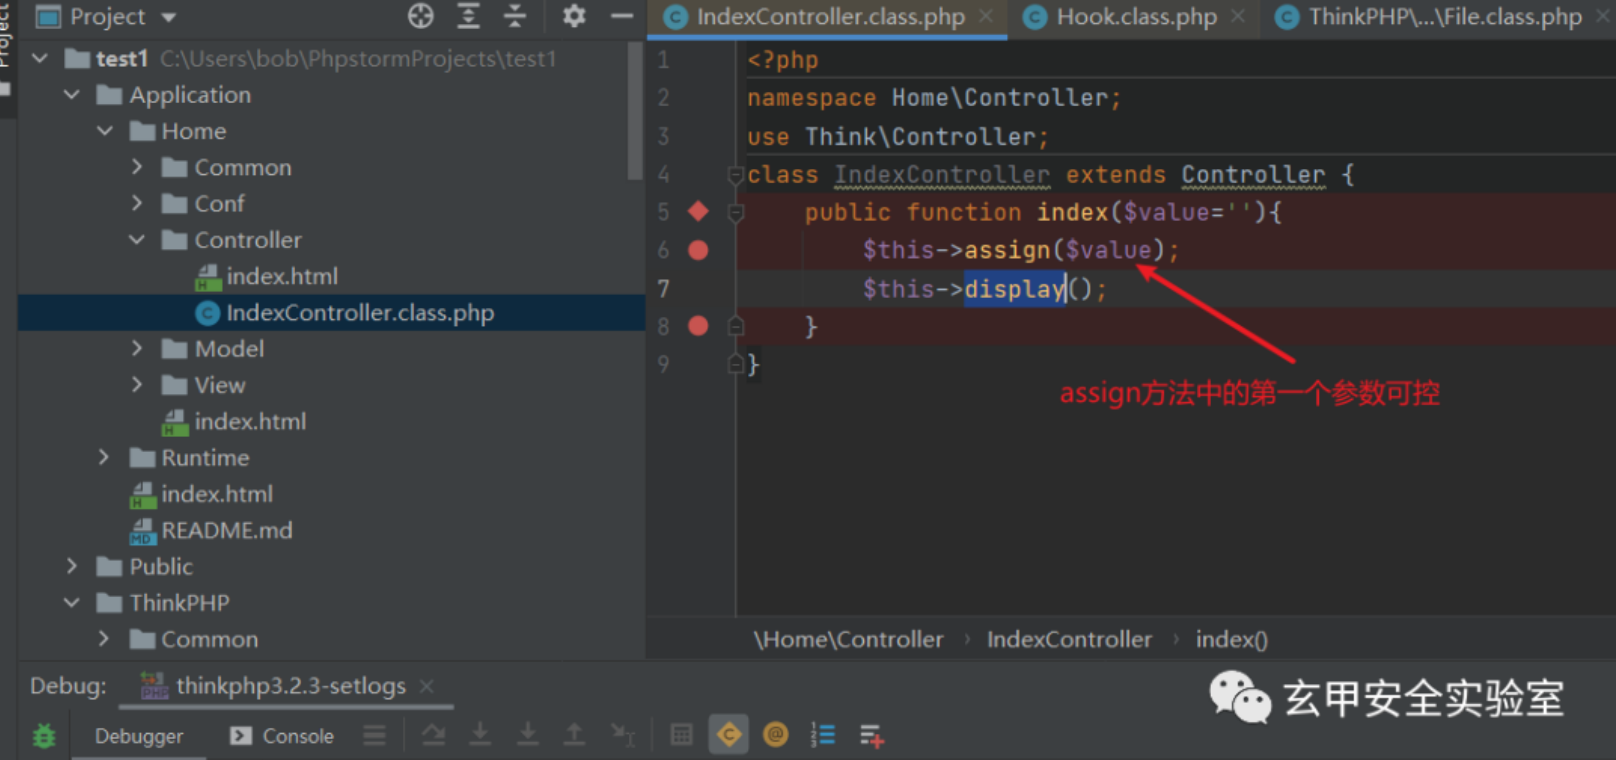 Project
Project
test1 C:\Users\bob\PhpstormProjects\test1
Application
Home
Common
Conf
Controller
index.html
IndexController.class.php
Model
View
index.html
Runtime
index.html
README.md
Public
ThinkPHP
Common
IndexController.class.php
Hook.class.php
ThinkPHP\...\File.class.php
1 <?php
2 namespace Home\Controller;
3 use Think\Controller;
4 class IndexController extends Controller {
5 public function index($value=''){
6 $this->assign($value);
7 $this->display();
8 }
9 }
assign方法中的第一个参数可控
\Home\Controller › IndexController › index()
Debug: thinkphp3.2.3-setlogs
Debugger
Console
玄甲安全实验室